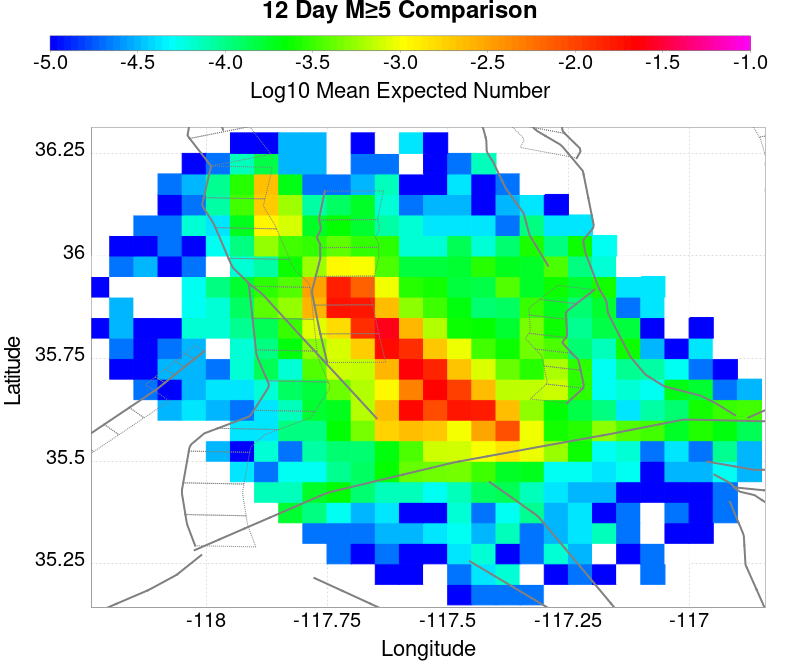 12 Day M≥5 Comparison
-5.0 -4.5 -4.0 -3.5 -3.0 -2.5 -2.0 -1.5 -1.0
Log10 Mean Expected Number
36.25
36
35.75
35.5
35.25
Latitude
-118 -117.75 -117.5 -117.25 -117
Longitude